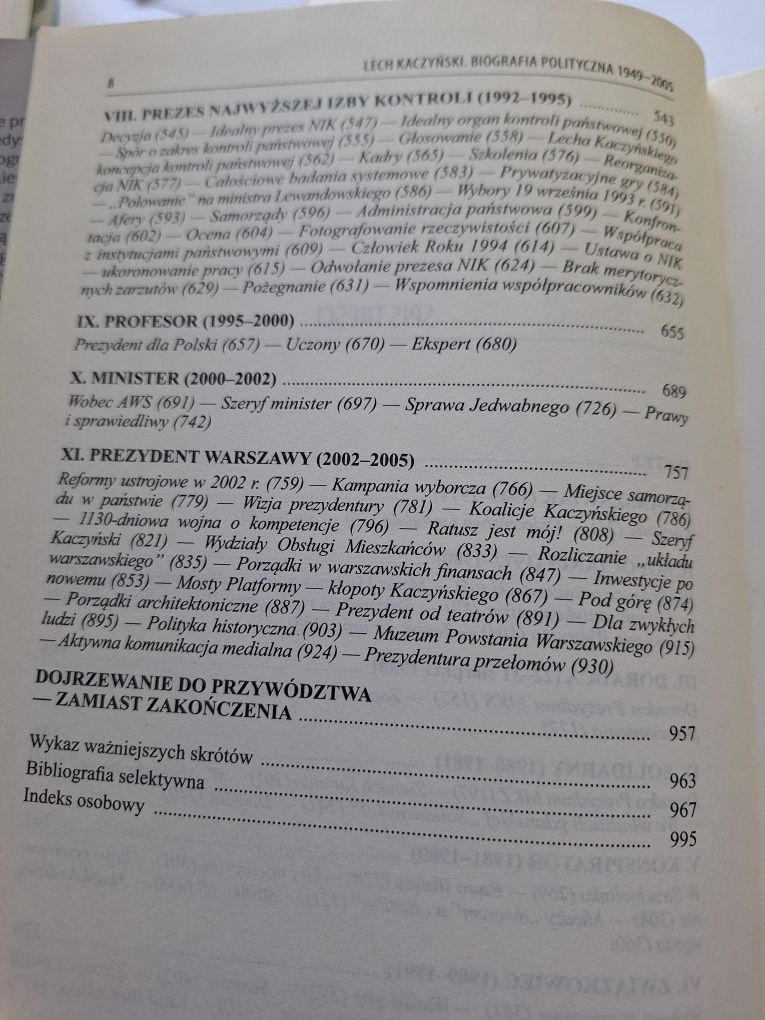 8
LECH KACZYŃSKI. BIOGRAFIA POLITYCZNA 1949–2005
VIII. PREZES NAJWYŻSZEJ IZBY KONTROLI (1992–1995) ............ 543
Decyzja (545) — Idealny prezes NIK (547) — Idealny organ kontroli państwowej (550)
— Spór o zakres kontroli państwowej (555) — Głosowanie (558) — Lecha Kaczyńskiego
koncepcja kontroli państwowej (562) — Kadry (565) — Szkolenia (576) — Reorganiza-
cja NIK (577) — Całościowe badania systemowe (583) — Prywatyzacyjne gry (584)
— „Polowanie” na ministra Lewandowskiego (586) — Wybory 19 września 1993 r. (591)
— Afery (593) — Samorządy (596) — Administracja państwowa (599) — Konfron-
tacja (602) — Ocena (604) — Fotografowanie rzeczywistości (607) — Współpraca
z instytucjami państwowymi (609) — Człowiek Roku 1994 (614) — Ustawa o NIK
— ukoronowanie pracy (615) — Odwołanie prezesa NIK (624) — Brak merytorycz-
nych zarzutów (629) — Pożegnanie (631) — Wspomnienia współpracowników (632)
IX. PROFESOR (1995–2000) ............ 655
Prezydent dla Polski (657) — Uczony (670) — Ekspert (680)
X. MINISTER (2000–2002) ............ 689
Wobec AWS (691) — Szeryf minister (697) — Sprawa Jedwabnego (726) — Prawy
i sprawiedliwy (742)
XI. PREZYDENT WARSZAWY (2002–2005) ............ 757
Reformy ustrojowe w 2002 r. (759) — Kampania wyborcza (766) — Miejsce samorzą-
du w państwie (779) — Wizja prezydentury (781) — Koalicje Kaczyńskiego (786)
— 1130-dniowa wojna o kompetencje (796) — Ratusz jest mój! (808) — Szeryf
Kaczyński (821) — Wydziały Obsługi Mieszkańców (833) — Rozliczanie „układu
warszawskiego” (835) — Porządki w warszawskich finansach (847) — Inwestycje po
nowemu (853) — Mosty Platformy — kłopoty Kaczyńskiego (867) — Pod górę (874)
— Porządki architektoniczne (887) — Prezydent od teatrów (891) — Dla zwykłych
ludzi (895) — Polityka historyczna (903) — Muzeum Powstania Warszawskiego (915)
— Aktywna komunikacja medialna (924) — Prezydentura przełomów (930)
DOJRZEWANIE DO PRZYWÓDZTWA
— ZAMIAST ZAKOŃCZENIA ............ 957
Wykaz ważniejszych skrótów ............ 963
Bibliografia selektywna ............ 967
Indeks osobowy ............ 995